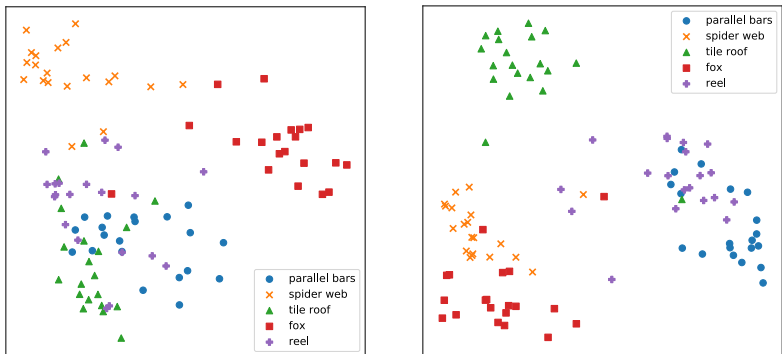 parallel bars
spider web
tile roof
fox
reel
parallel bars
spider web
tile roof
fox
reel